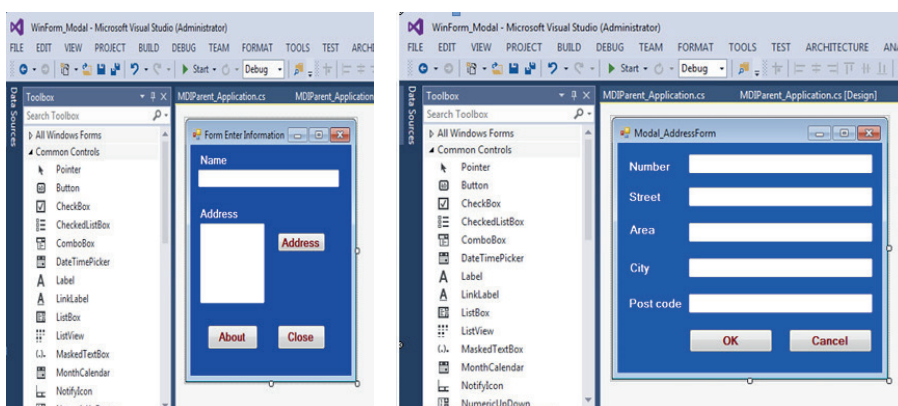 WinForm_Modal - Microsoft Visual Studio (Administrator)
FILE EDIT VIEW PROJECT BUILD DEBUG TEAM FORMAT TOOLS TEST ARCHI
Start - Debug
Data Sources
Toolbox
MDIParent_Application.cs MDIParent_Application
Search Toolbox
All Windows Forms
Common Controls
Pointer
Button
CheckBox
CheckedListBox
ComboBox
DateTimePicker
Label
LinkLabel
ListBox
ListView
MaskedTextBox
MonthCalendar
NotifyIcon
Form Enter Information
Name
Address
Address
About Close
WinForm_Modal - Microsoft Visual Studio (Administrator)
FILE EDIT VIEW PROJECT BUILD DEBUG TEAM FORMAT TOOLS TEST ARCHITECTURE ANA
Start - Debug
Data Sources
Toolbox
MDIParent_Application.cs MDIParent_Application.cs [Design]
Search Toolbox
All Windows Forms
Common Controls
Pointer
Button
CheckBox
CheckedListBox
ComboBox
DateTimePicker
Label
LinkLabel
ListBox
ListView
MaskedTextBox
MonthCalendar
NotifyIcon
NumericUpDown
Modal_AddressForm
Number
Street
Area
City
Post code
OK Cancel